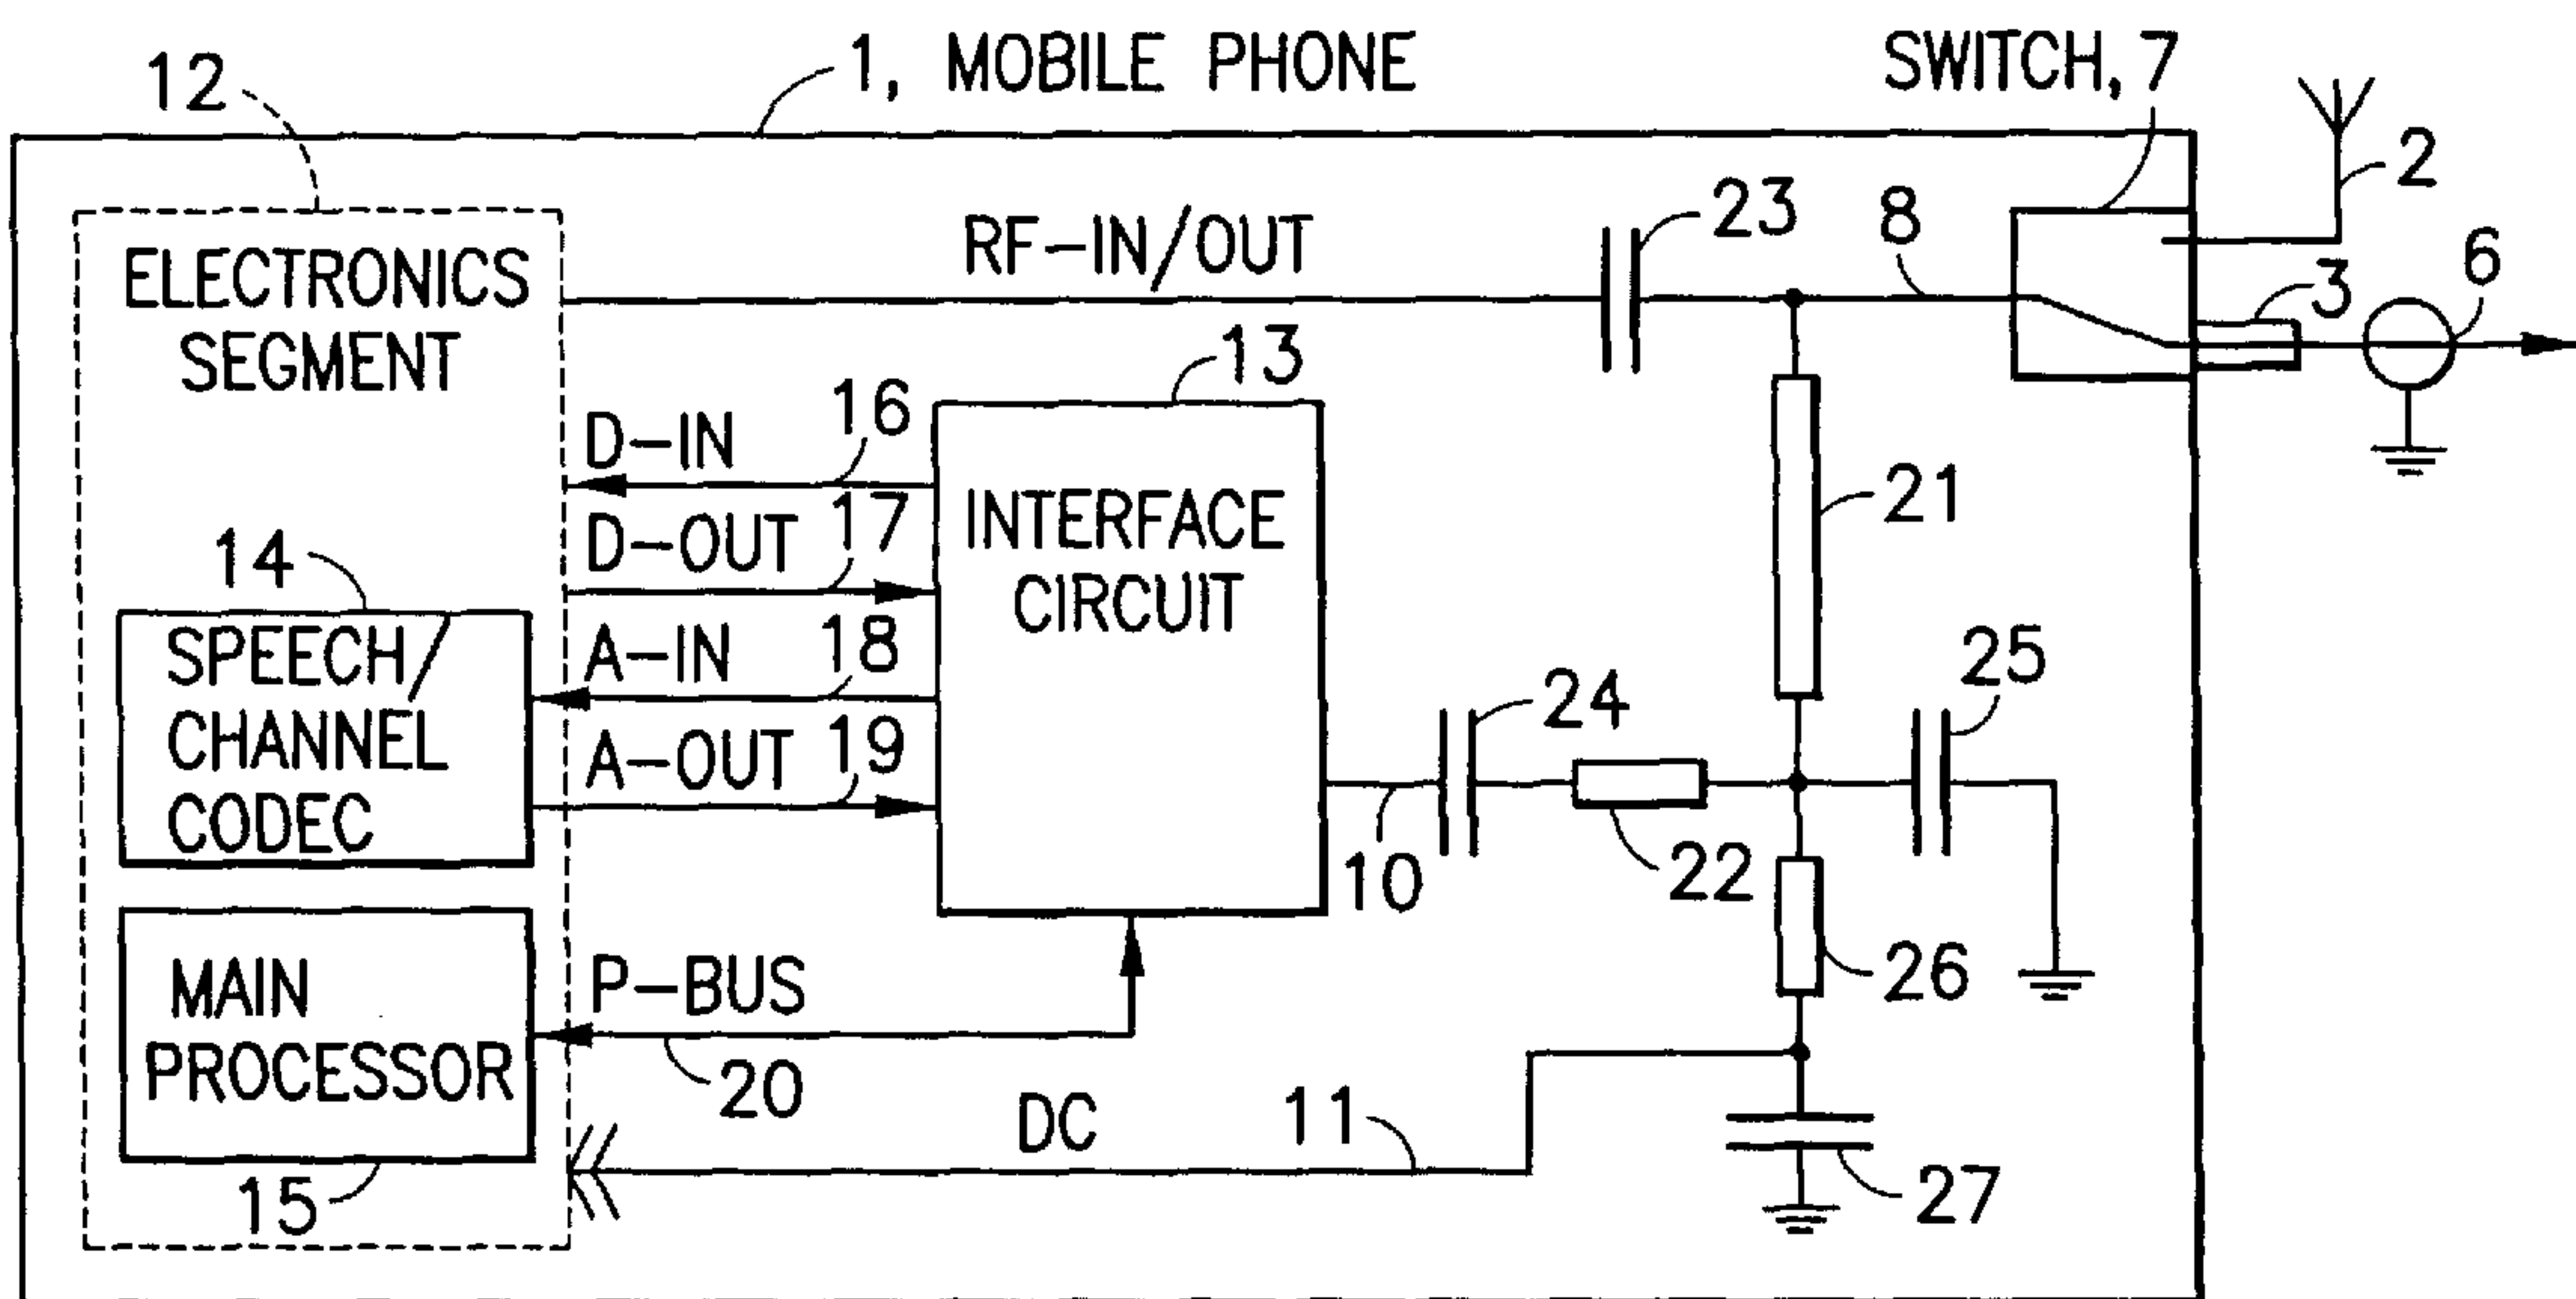 1, MOBILE PHONE
SWITCH, 7
12
2
ELECTRONICS
SEGMENT
RF-IN/OUT
23
8
3
6
13
D-IN
16
INTERFACE
CIRCUIT
D-OUT
17
21
14
SPEECH/
CHANNEL
CODEC
A-IN
18
A-OUT
19
24
25
10
22
MAIN
PROCESSOR
P-BUS
20
26
DC
11
15
27